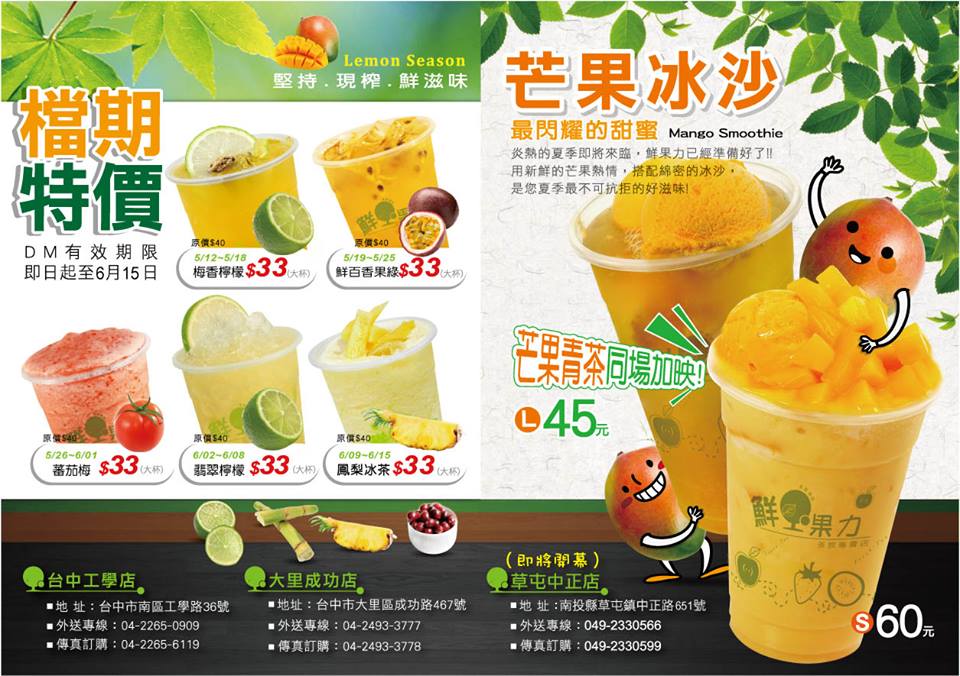 Lemon Season
堅持.現榨.鮮滋味
檔期
特價
DM有效期限
即日起至6月15日
原價$40
5/12~5/18
梅香檸檬$33(大杯)
鮮
原價$40
5/19~5/25
鮮百香果綠$33(大杯)
原價$40
5/26~6/01
蕃茄梅 $33(大杯)
原價$40
6/02~6/08
翡翠檸檬 $33(大杯)
原價$40
6/09~6/15
鳳梨冰茶$33(大杯)
芒果冰沙
最閃耀的甜蜜 Mango Smoothie
炎熱的夏季即將來臨,鮮果力已經準備好了!!
用新鮮的芒果熱情,搭配綿密的冰沙,
是您夏季最不可抗拒的好滋味!
芒果青茶同場加映!
L 45元
鮮果力
茶飲專賣店
S 60元
台中工學店
■地 址:台中市南區工學路36號
■外送專線:04-2265-0909
■傳真訂購:04-2265-6119
大里成功店
■地址:台中市大里區成功路467號
■外送專線:04-2493-3777
■傳真訂購:04-2493-3778
(即將開幕)
草屯中正店
■地 址:南投縣草屯鎮中正路651號
■外送專線:049-2330566
■傳真訂購:049-2330599